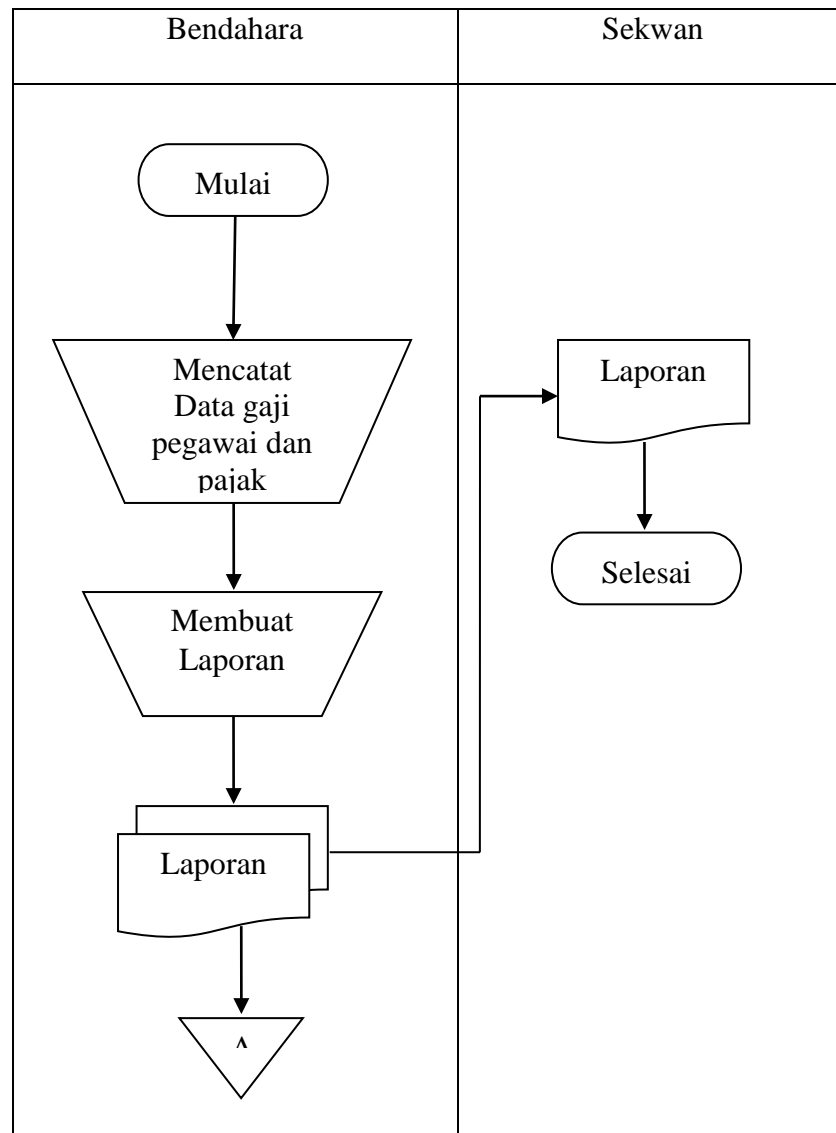 Bendahara
Sekwan
Mulai
Mencatat
Data gaji
pegawai dan
pajak
Membuat
Laporan
Laporan
Laporan
Selesai